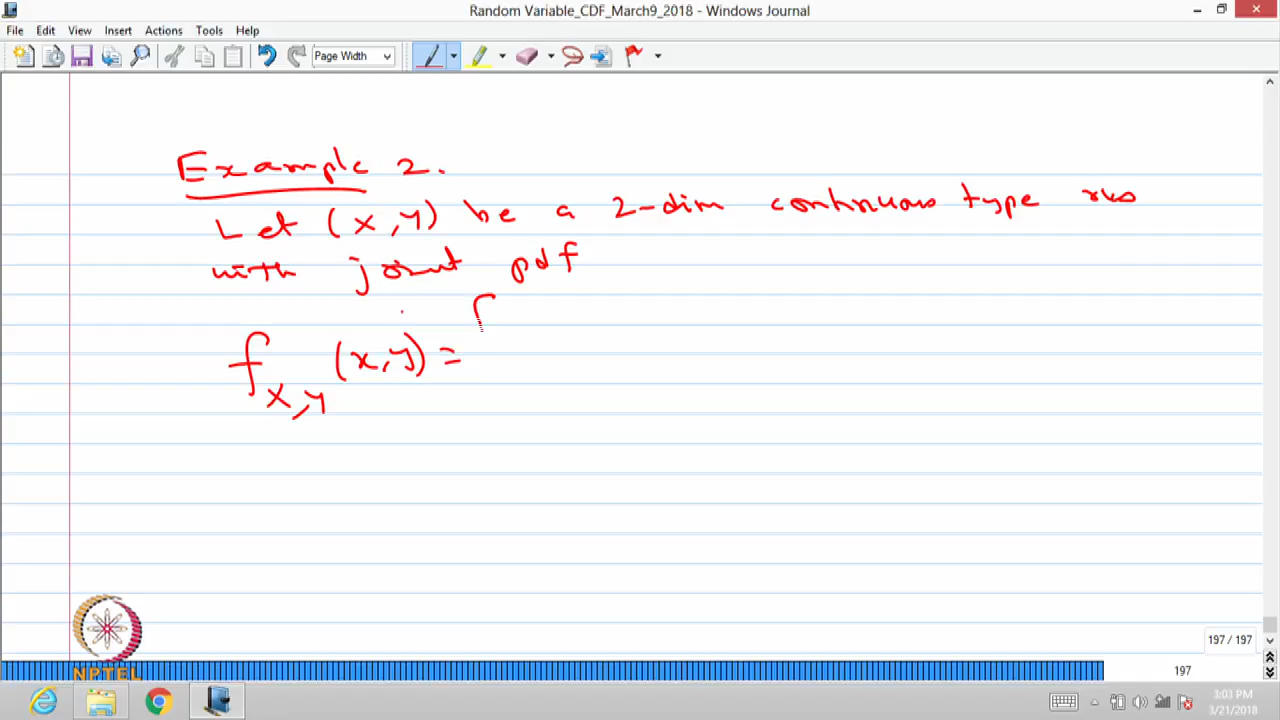 Random Variable_CDF_March9_2018 - Windows Journal
File Edit View Insert Actions Tools Help
Page Width
Example 2.
Let (X,Y) be a 2-dim continuous type rvs
with joint pdf
f X,Y (x,y) = {
197 / 197
197
NPTEL
3:03 PM
3/21/2018